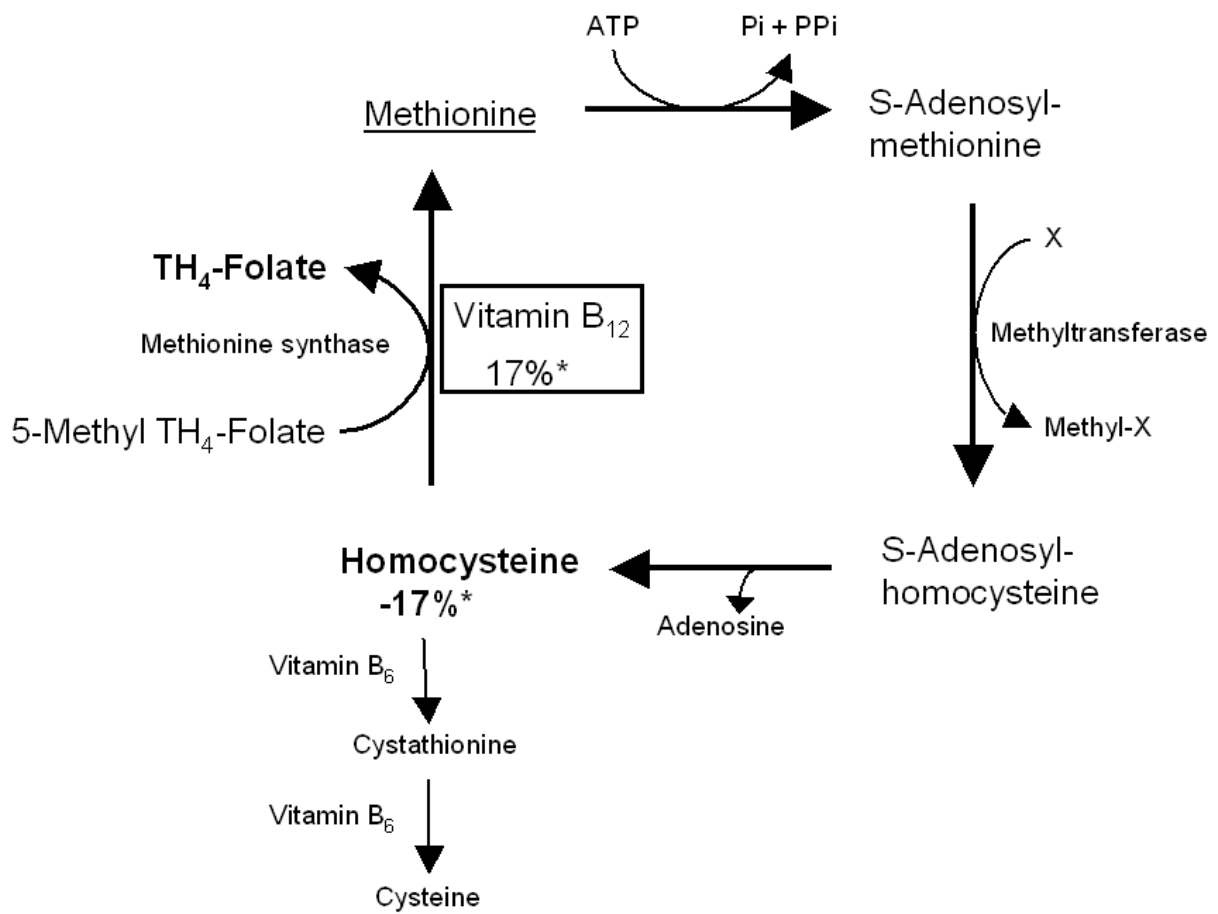 ATP
Pi + PPi
Methionine
S-Adenosyl-
methionine
TH₄-Folate
X
Vitamin B₁₂
17%*
Methionine synthase
Methyltransferase
5-Methyl TH₄-Folate
Methyl-X
Homocysteine
-17%*
S-Adenosyl-
homocysteine
Adenosine
Vitamin B₆
Cystathionine
Vitamin B₆
Cysteine